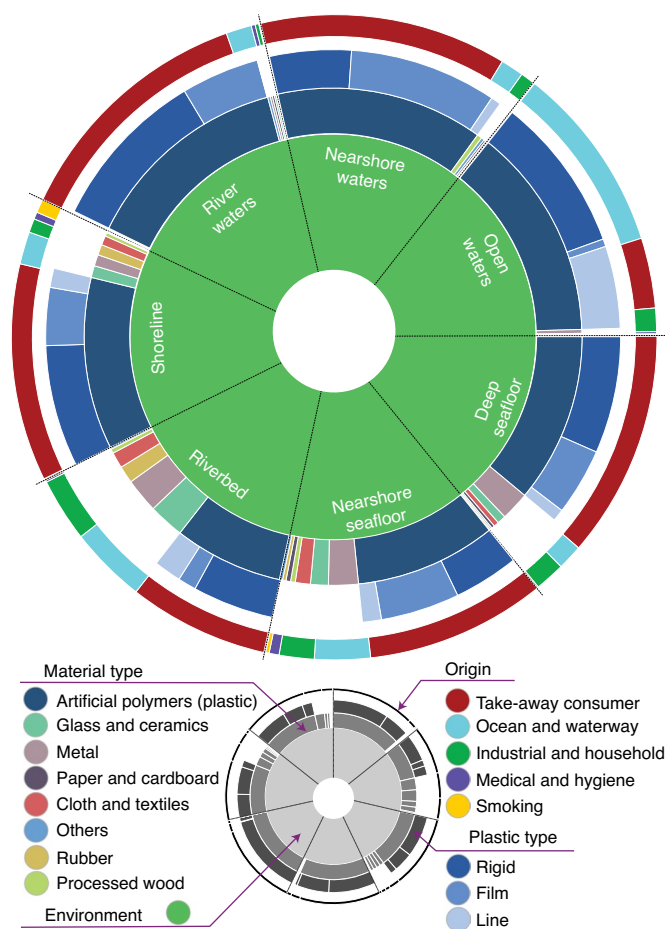 Nearshore
waters
River
waters
Open
waters
Shoreline
Deep
seafloor
Riverbed
Nearshore
seafloor
Material type
Artificial polymers (plastic)
Glass and ceramics
Metal
Paper and cardboard
Cloth and textiles
Others
Rubber
Processed wood
Environment
Origin
Take-away consumer
Ocean and waterway
Industrial and household
Medical and hygiene
Smoking
Plastic type
Rigid
Film
Line